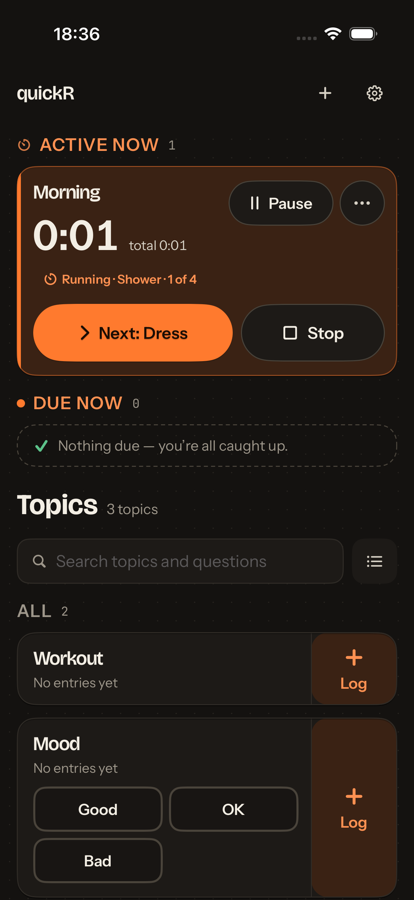 18:36
quickR
ACTIVE NOW 1
Morning
Pause
0:01 total 0:01
Running · Shower · 1 of 4
Next: Dress
Stop
DUE NOW 0
Nothing due — you're all caught up.
Topics 3 topics
Search topics and questions
ALL 2
Workout
No entries yet
Log
Mood
No entries yet
Good
OK
Log
Bad